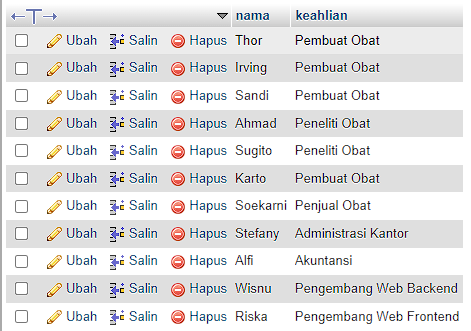 nama keahlian
Ubah Salin Hapus Thor Pembuat Obat
Ubah Salin Hapus Irving Pembuat Obat
Ubah Salin Hapus Sandi Pembuat Obat
Ubah Salin Hapus Ahmad Peneliti Obat
Ubah Salin Hapus Sugito Peneliti Obat
Ubah Salin Hapus Karto Pembuat Obat
Ubah Salin Hapus Soekarni Penjual Obat
Ubah Salin Hapus Stefany Administrasi Kantor
Ubah Salin Hapus Alfi Akuntansi
Ubah Salin Hapus Wisnu Pengembang Web Backend
Ubah Salin Hapus Riska Pengembang Web Frontend